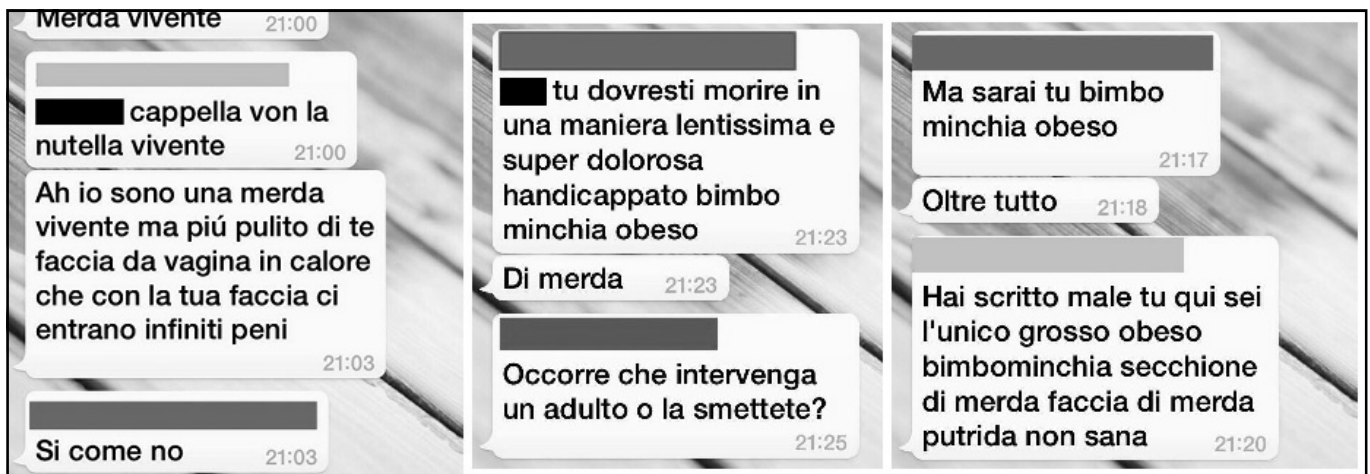 Merda vivente 21:00
cappella von la
nutella vivente 21:00
Ah io sono una merda
vivente ma piú pulito di te
faccia da vagina in calore
che con la tua faccia ci
entrano infiniti peni
21:03
Si come no 21:03
tu dovresti morire in
una maniera lentissima e
super dolorosa
handicappato bimbo
minchia obeso 21:23
Di merda 21:23
Occorre che intervenga
un adulto o la smettete?
21:25
Ma sarai tu bimbo
minchia obeso
21:17
Oltre tutto 21:18
Hai scritto male tu qui sei
l'unico grosso obeso
bimbominchia secchione
di merda faccia di merda
putrida non sana 21:20